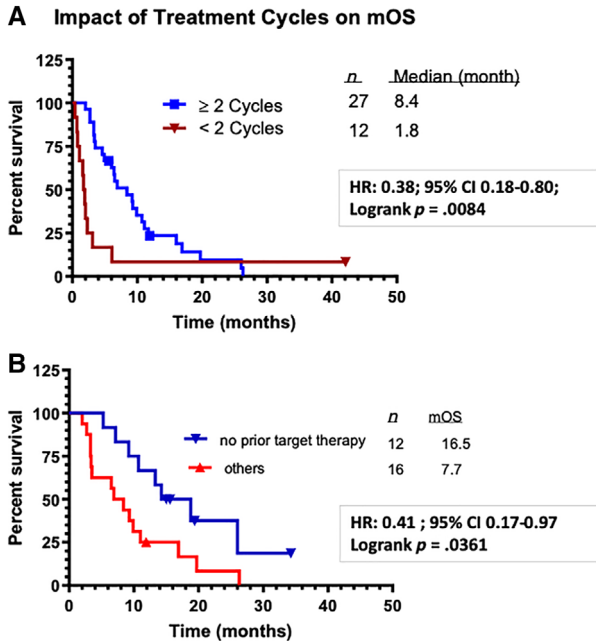 A Impact of Treatment Cycles on mOS
125
100
75
50
25
0
Percent survival
0 10 20 30 40 50
Time (months)
≥ 2 Cycles
< 2 Cycles
n Median (month)
27 8.4
12 1.8
HR: 0.38; 95% CI 0.18-0.80;
Logrank p = .0084
B
125
100
75
50
25
0
Percent survival
0 10 20 30 40 50
Time (months)
no prior target therapy
others
n mOS
12 16.5
16 7.7
HR: 0.41 ; 95% CI 0.17-0.97
Logrank p = .0361